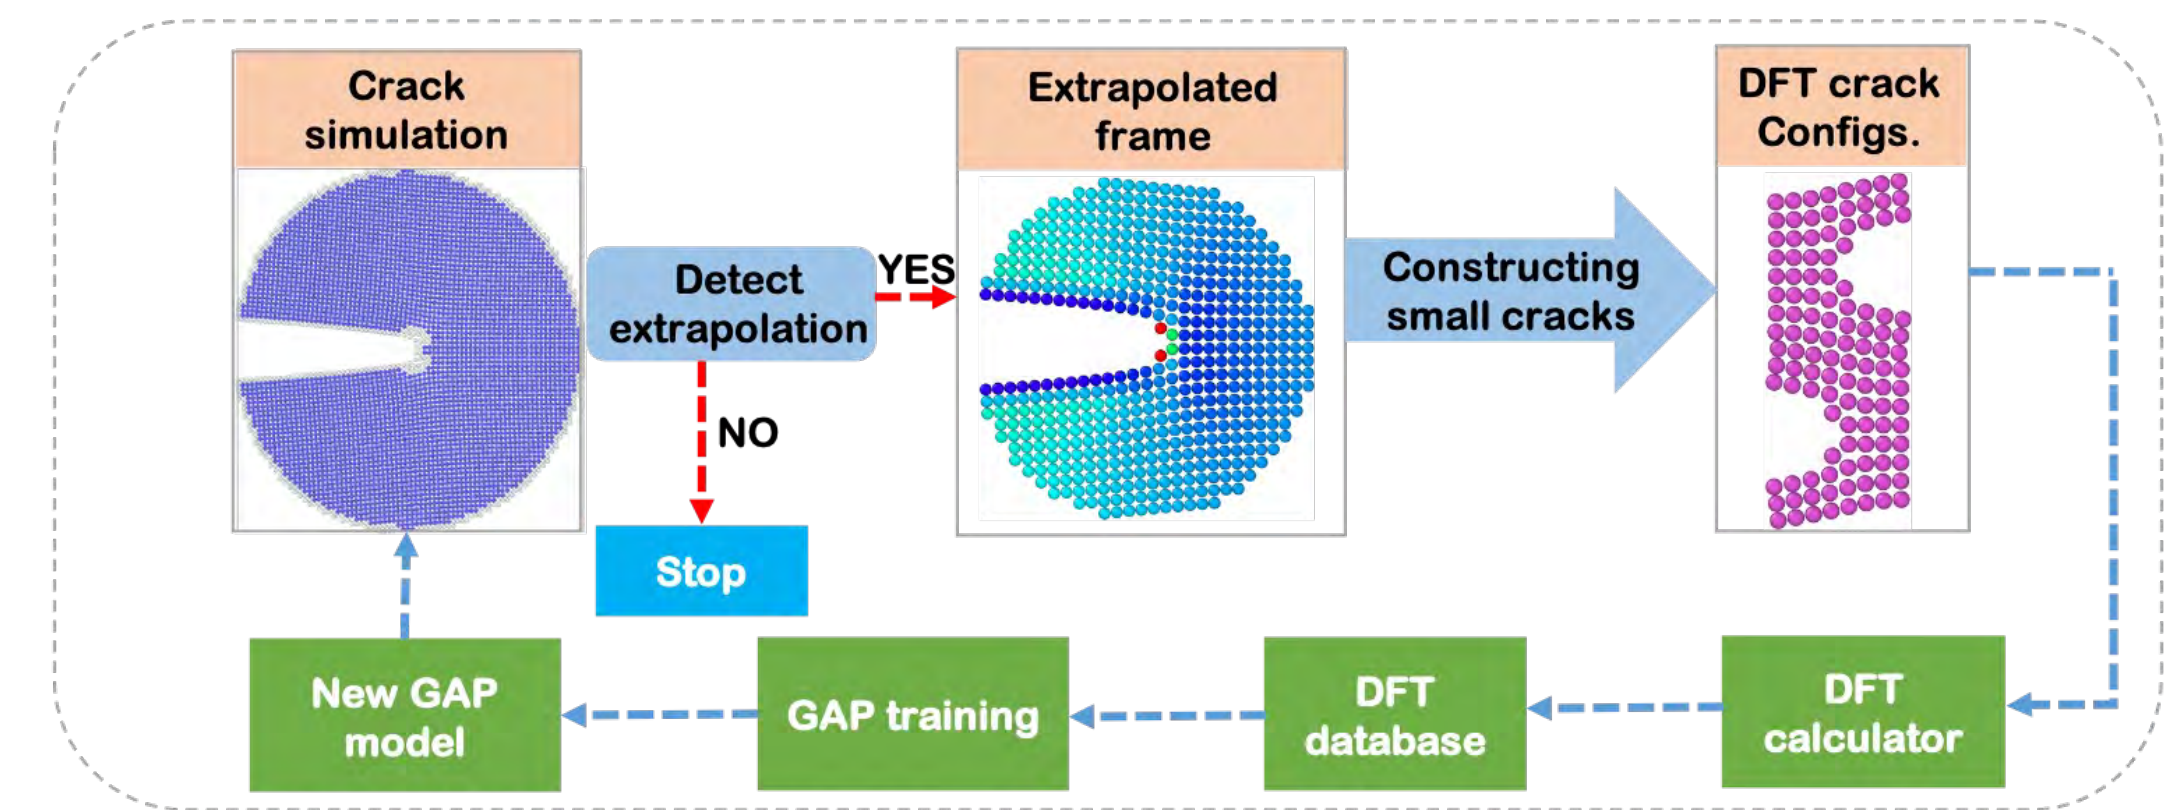 Crack
simulation
Detect
extrapolation
YES
NO
Stop
Extrapolated
frame
Constructing
small cracks
DFT crack
Configs.
DFT
calculator
DFT
database
GAP training
New GAP
model